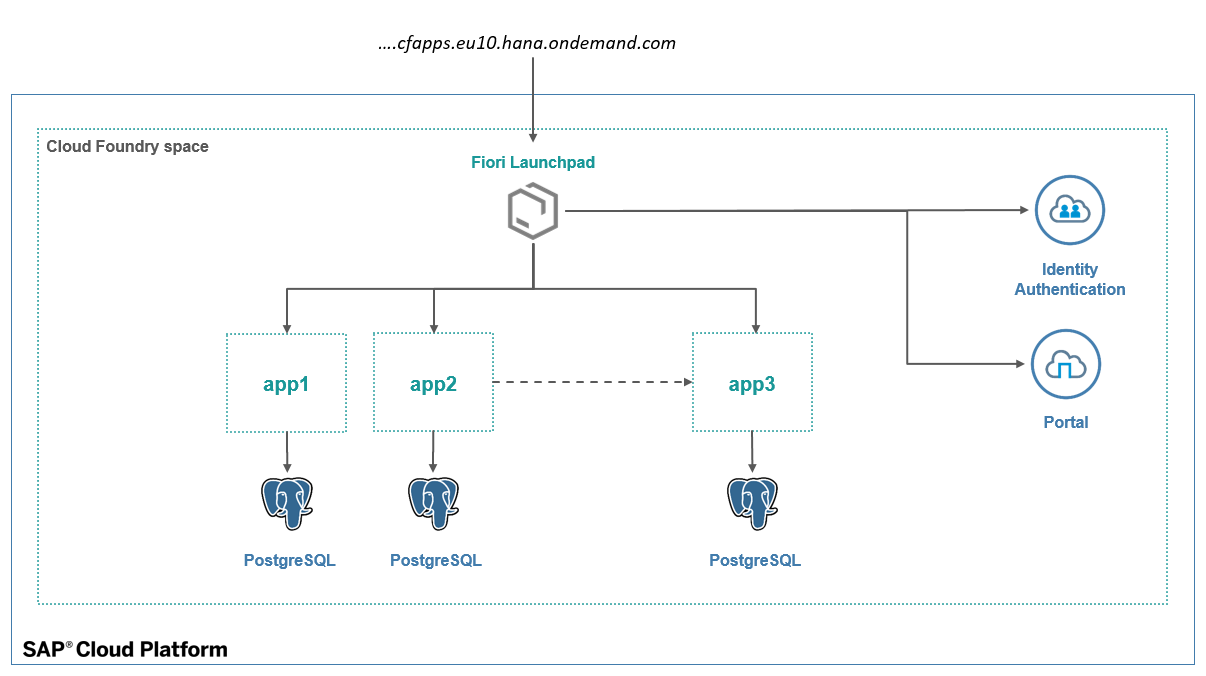 ....cfapps.eu10.hana.ondemand.com
Cloud Foundry space
Fiori Launchpad
Identity
Authentication
app1
app2
app3
Portal
PostgreSQL
PostgreSQL
PostgreSQL
SAP® Cloud Platform